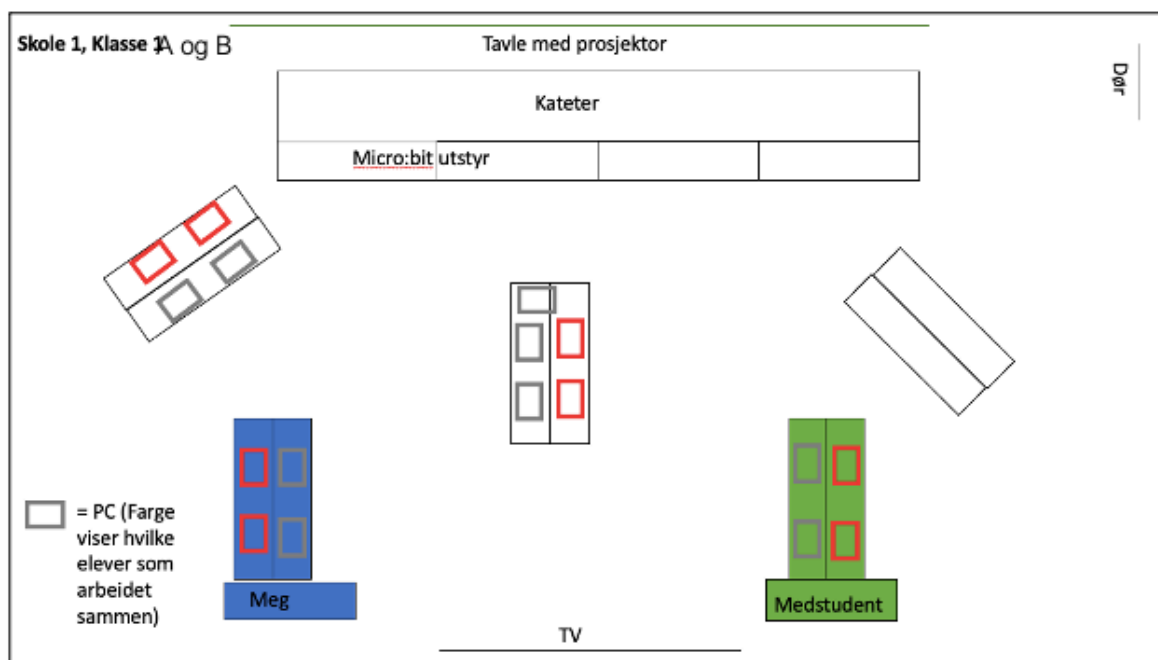 Skole 1, Klasse 1A og B
Tavle med prosjektor
Dør
Kateter
Micro:bit utstyr
= PC (Farge
viser hvilke
elever som
arbeidet
sammen)
Meg
Medstudent
TV